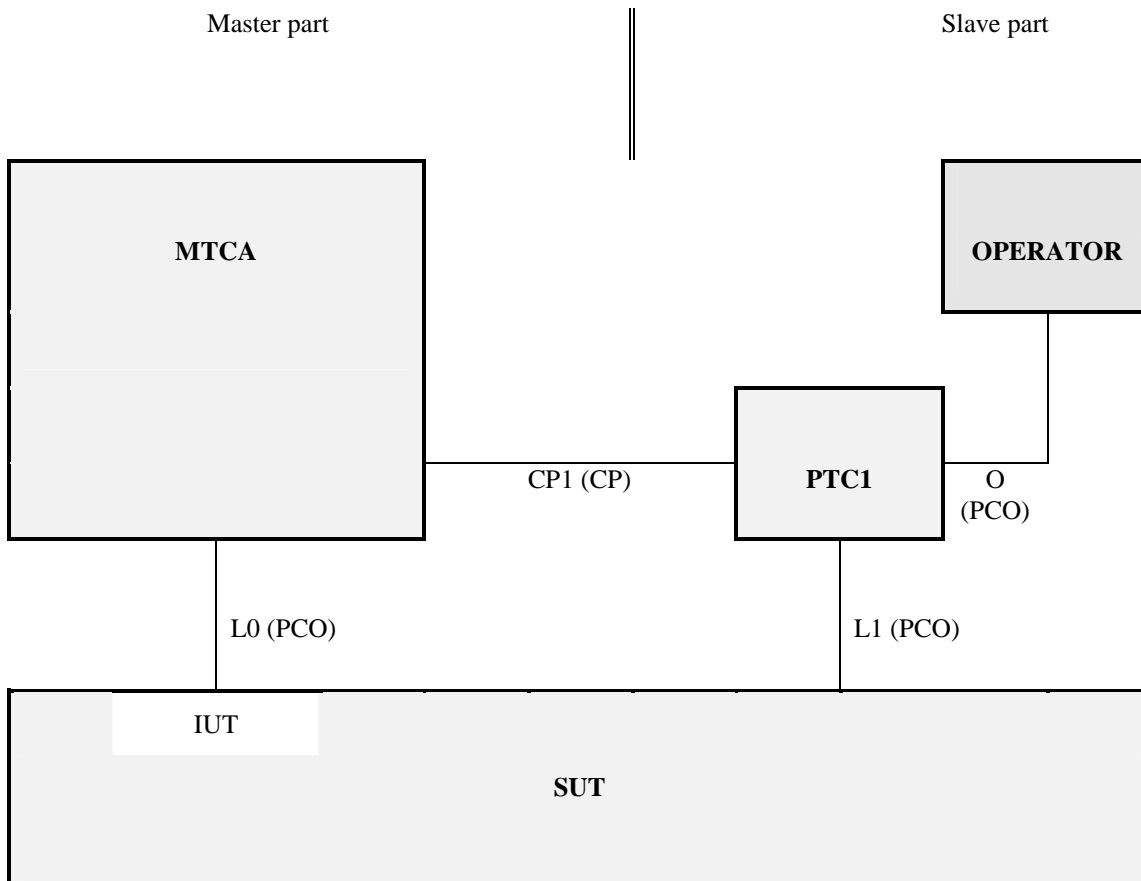 Master part
Slave part
MTCA
OPERATOR
CP1 (CP)
PTC1
O
(PCO)
L0 (PCO)
L1 (PCO)
IUT
SUT